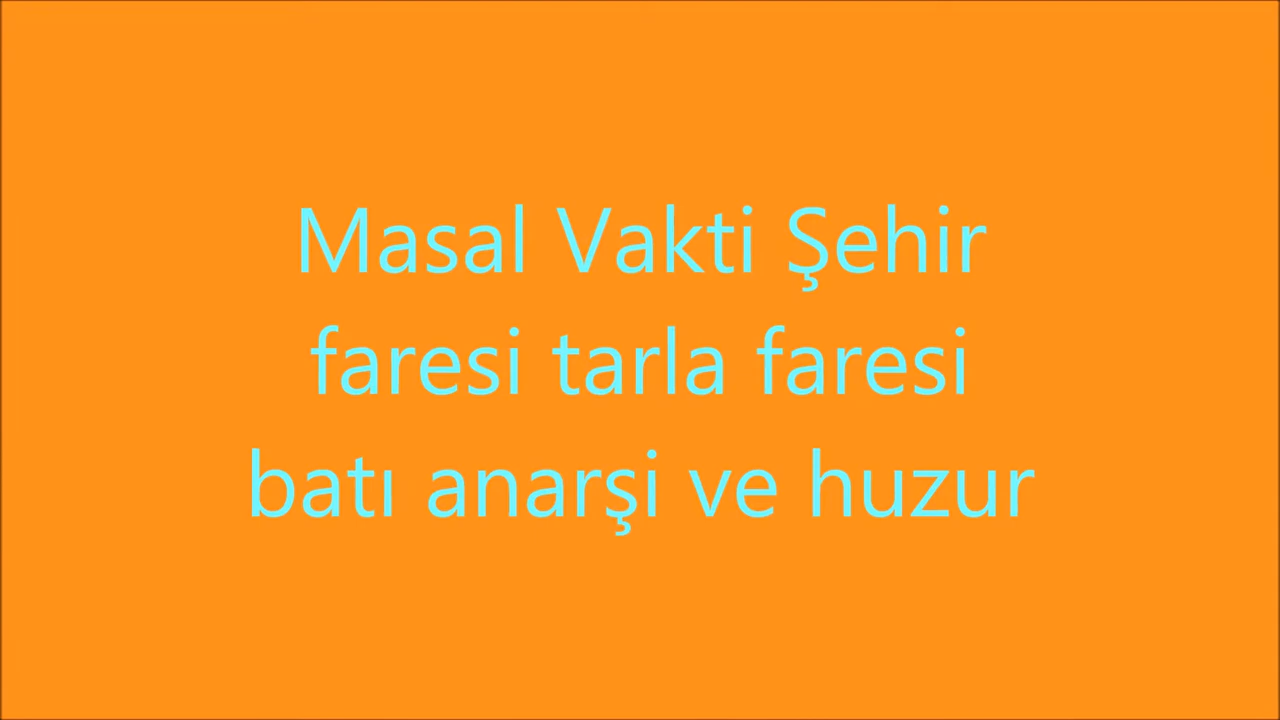 Masal Vakti Şehir
faresi tarla faresi
batı anarşi ve huzur